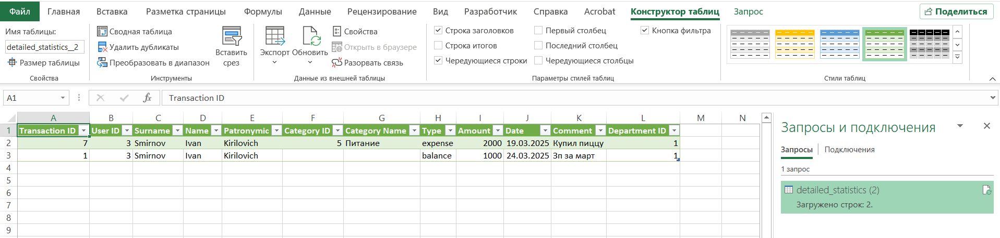 Файл Главная Вставка Разметка страницы Формулы Данные Рецензирование Вид Разработчик Справка Acrobat Конструктор таблиц Запрос Поделиться
Имя таблицы:
detailed_statistics__2
Размер таблицы
Свойства
Сводная таблица
Удалить дубликаты
Преобразовать в диапазон
Вставить
срез
Инструменты
Экспорт
Обновить
Свойства
Открыть в браузере
Разорвать связь
Данные из внешней таблицы
Строка заголовков
Строка итогов
Чередующиеся строки
Первый столбец
Последний столбец
Чередующиеся столбцы
Кнопка фильтра
Параметры стилей таблиц
Стили таблиц
A1 fx Transaction ID
A B C D E F G H I J K L M N
1 Transaction ID User ID Surname Name Patronymic Category ID Category Name Type Amount Date Comment Department ID
2 7 3 Smirnov Ivan Kirilovich 5 Питание expense 2000 19.03.2025 Купил пиццу 1
3 1 3 Smirnov Ivan Kirilovich balance 1000 24.03.2025 Зп за март 1
4
5
6
7
8
9
Запросы и подключения
Запросы Подключения
1 запрос
detailed_statistics (2)
Загружено строк: 2.